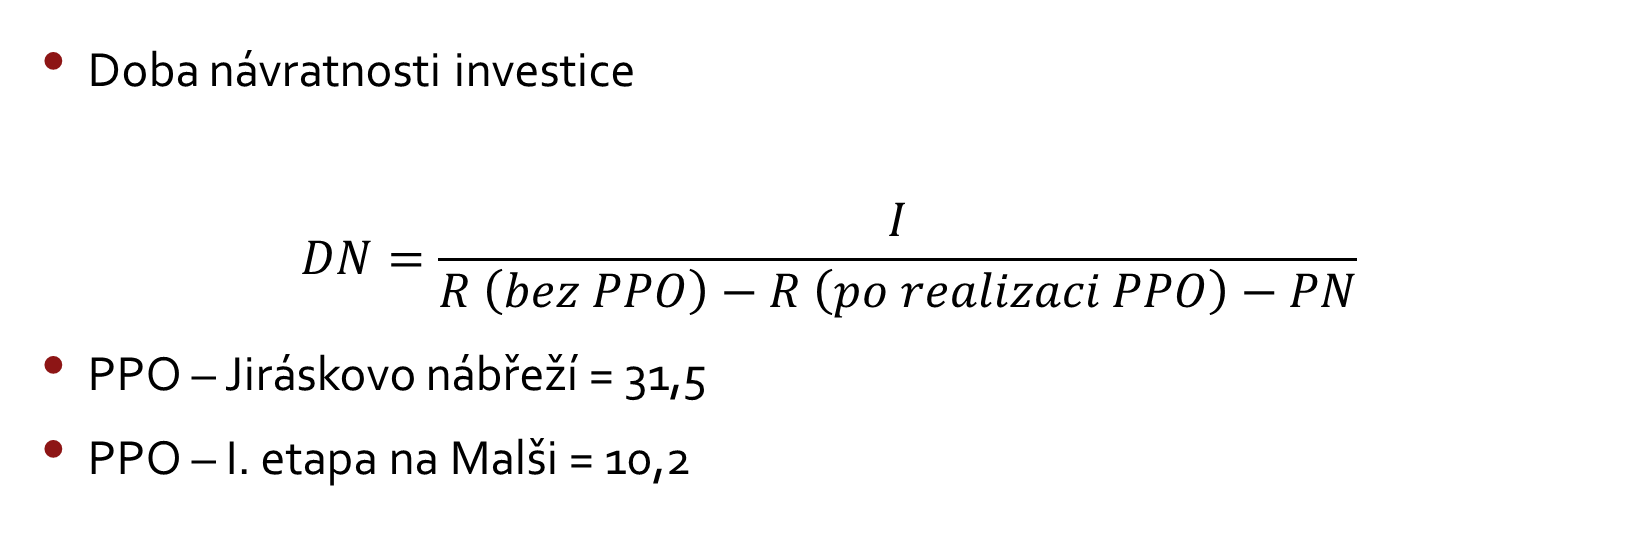 • Doba návratnosti investice
DN = I / R (bez PPO) − R (po realizaci PPO) − PN
• PPO – Jiráskovo nábřeží = 31,5
• PPO – I. etapa na Malši = 10,2